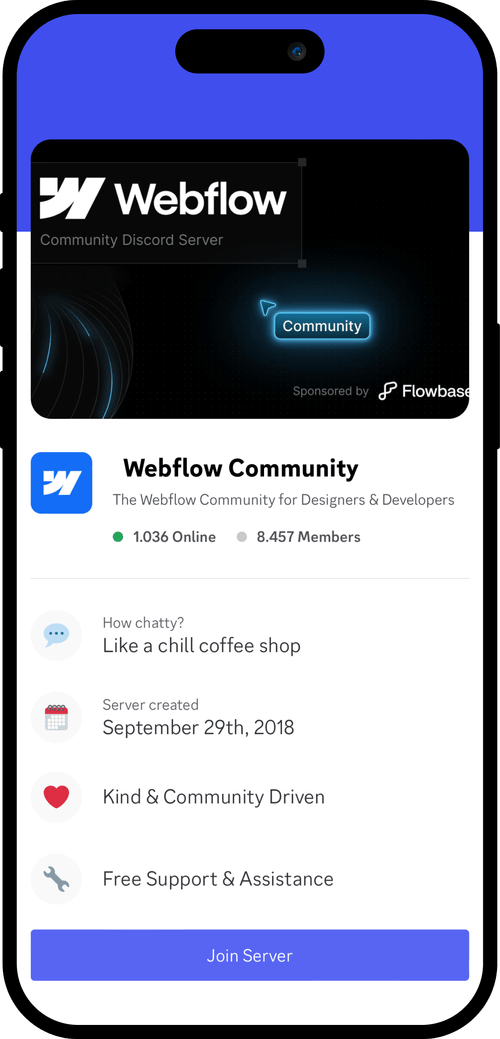 Webflow
Community Discord Server
Community
Sponsored by Flowbase
Webflow Community
The Webflow Community for Designers & Developers
1.036 Online 8.457 Members
How chatty?
Like a chill coffee shop
Server created
September 29th, 2018
Kind & Community Driven
Free Support & Assistance
Join Server